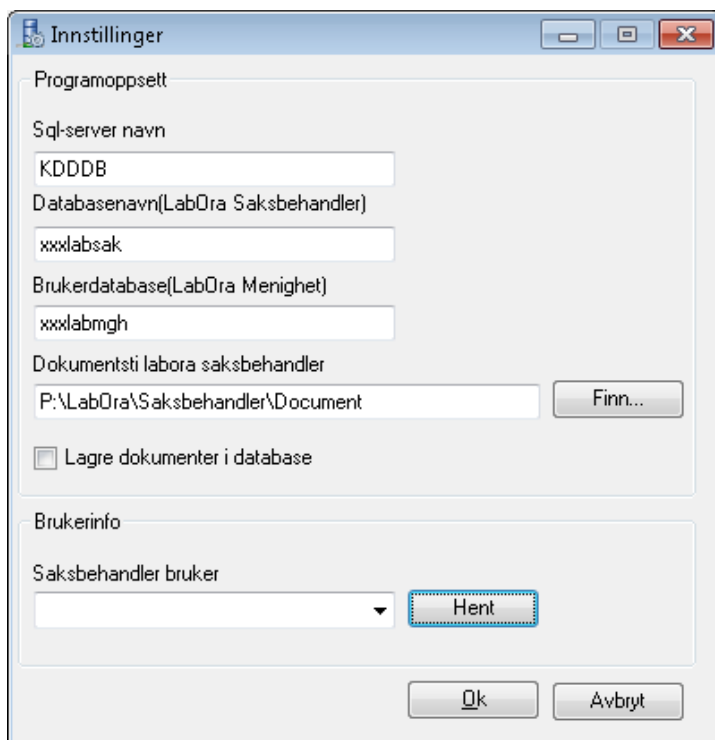 Innstillinger
Programoppsett
Sql-server navn
KDDDB
Databasenavn(LabOra Saksbehandler)
xxxlabsak
Brukerdatabase(LabOra Menighet)
xxxlabmgh
Dokumentsti labora saksbehandler
P:\LabOra\Saksbehandler\Document
Finn...
Lagre dokumenter i database
Brukerinfo
Saksbehandler bruker
Hent
Ok
Avbryt